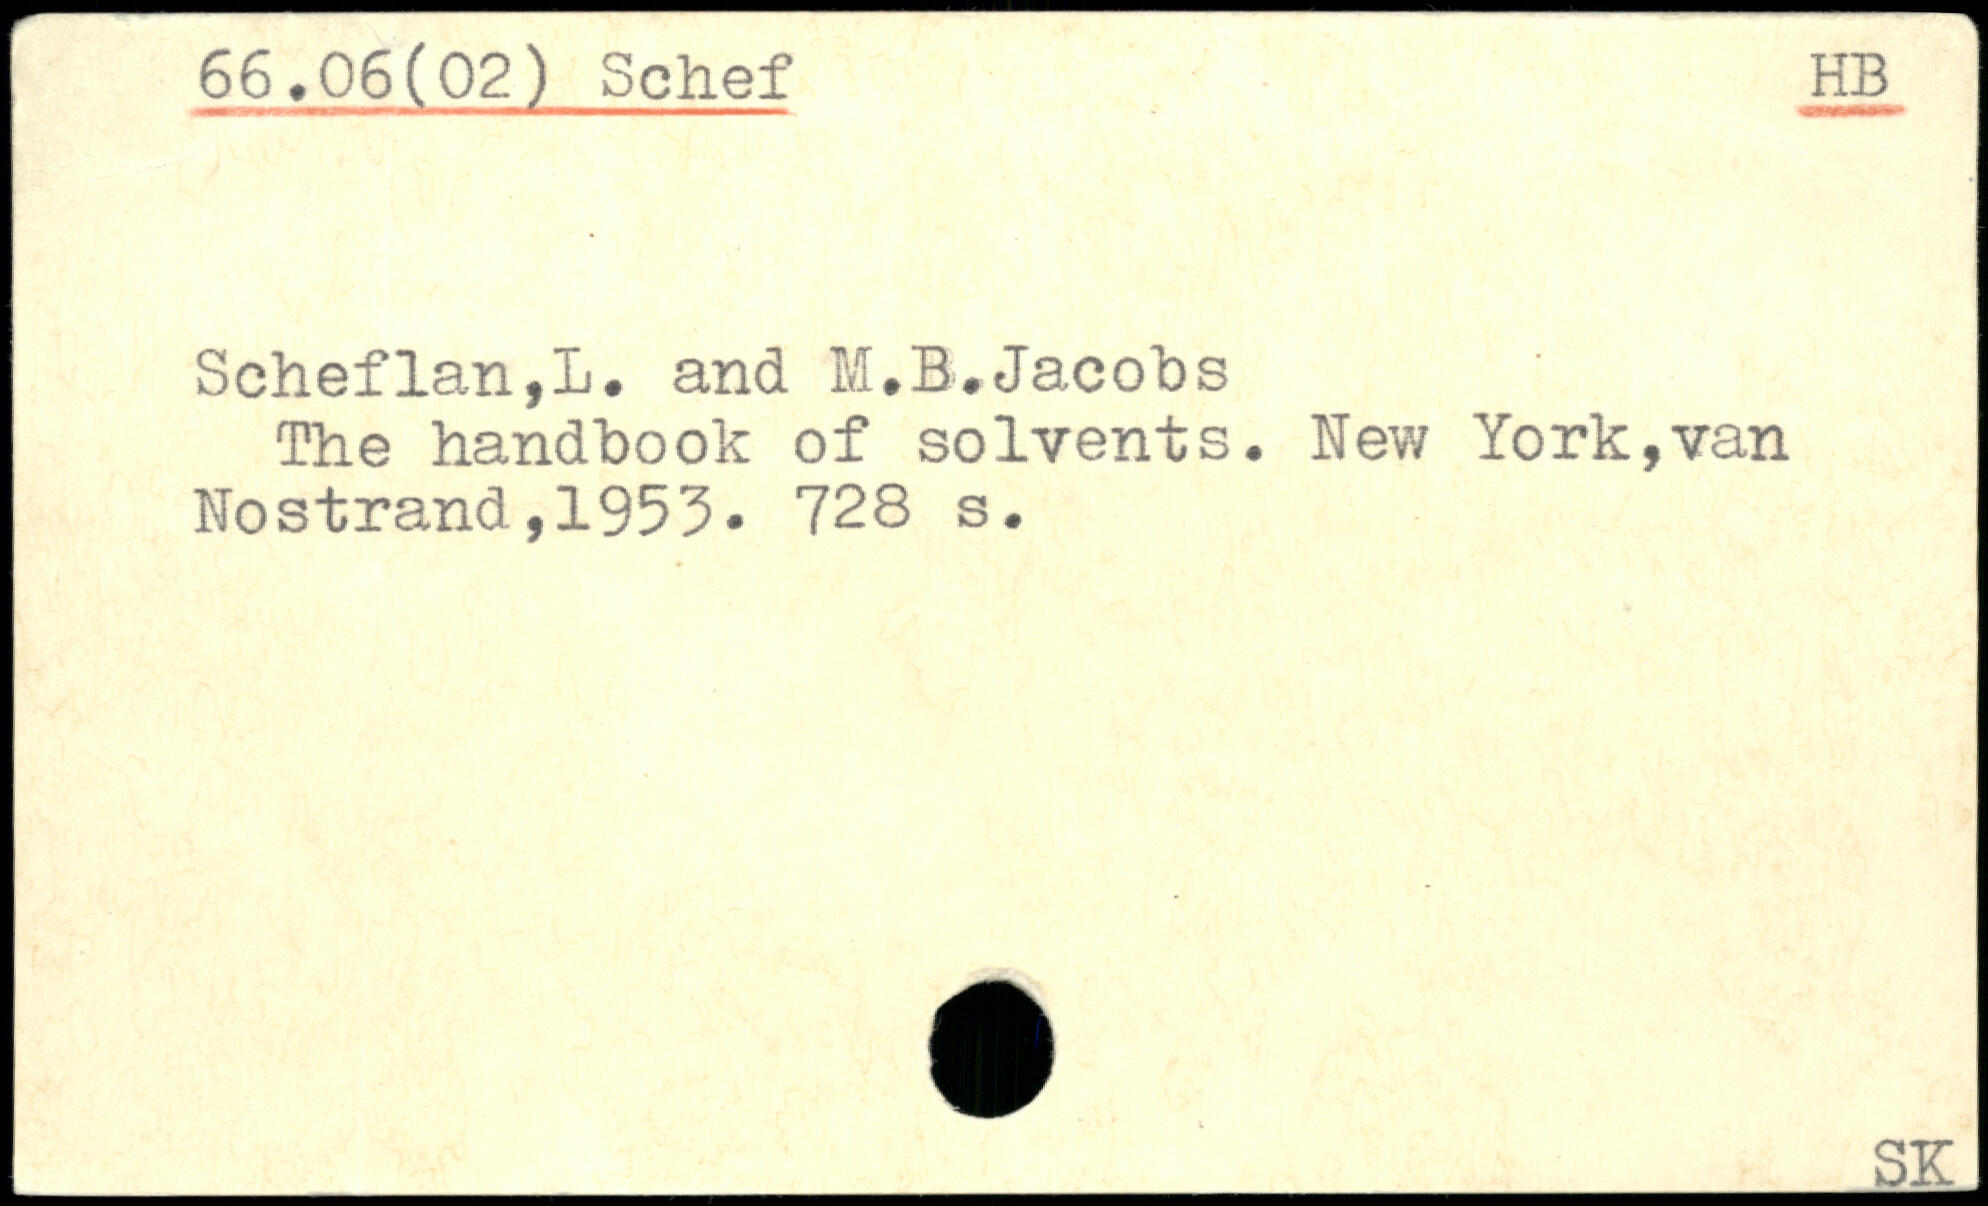 66.06(02) Schef HB
Scheflan,L. and M.B.Jacobs
The handbook of solvents. New York,van
Nostrand,1953. 728 s.
SK